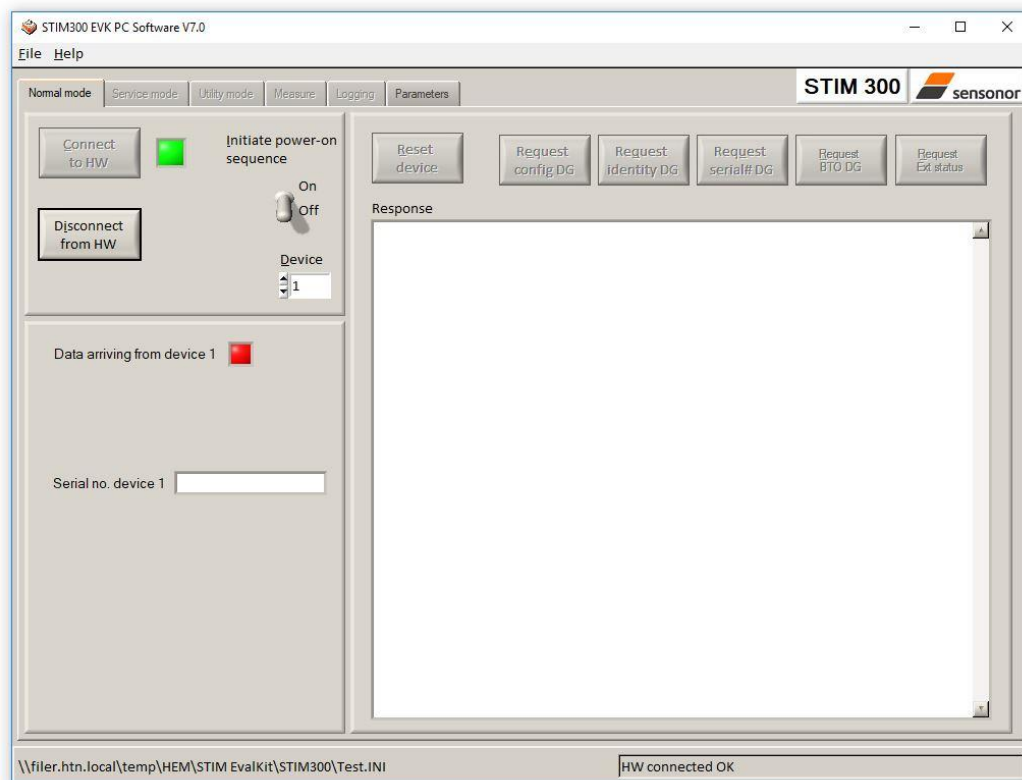 STIM300 EVK PC Software V7.0
File Help
Normal mode Service mode Utility mode Measure Logging Parameters
STIM 300 sensonor
Connect
to HW
Initiate power-on
sequence
On
Off
Disconnect
from HW
Device
1
Reset
device
Request
config DG
Request
identity DG
Request
serial# DG
Request
BTO DG
Request
Ext status
Response
Data arriving from device 1
Serial no. device 1
\\filer.htn.local\temp\HEM\STIM EvalKit\STIM300\Test.INI
HW connected OK